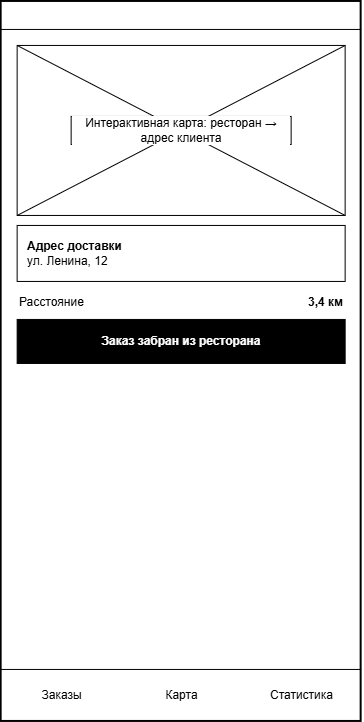 Интерактивная карта: ресторан →
адрес клиента
Адрес доставки
ул. Ленина, 12
Расстояние 3,4 км
Заказ забран из ресторана
Заказы Карта Статистика